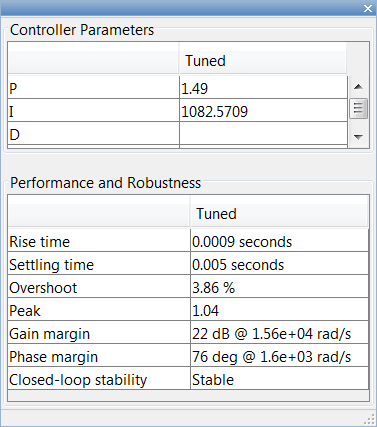 Controller Parameters
Tuned
P 1.49
I 1082.5709
D
Performance and Robustness
Tuned
Rise time 0.0009 seconds
Settling time 0.005 seconds
Overshoot 3.86 %
Peak 1.04
Gain margin 22 dB @ 1.56e+04 rad/s
Phase margin 76 deg @ 1.6e+03 rad/s
Closed-loop stability Stable